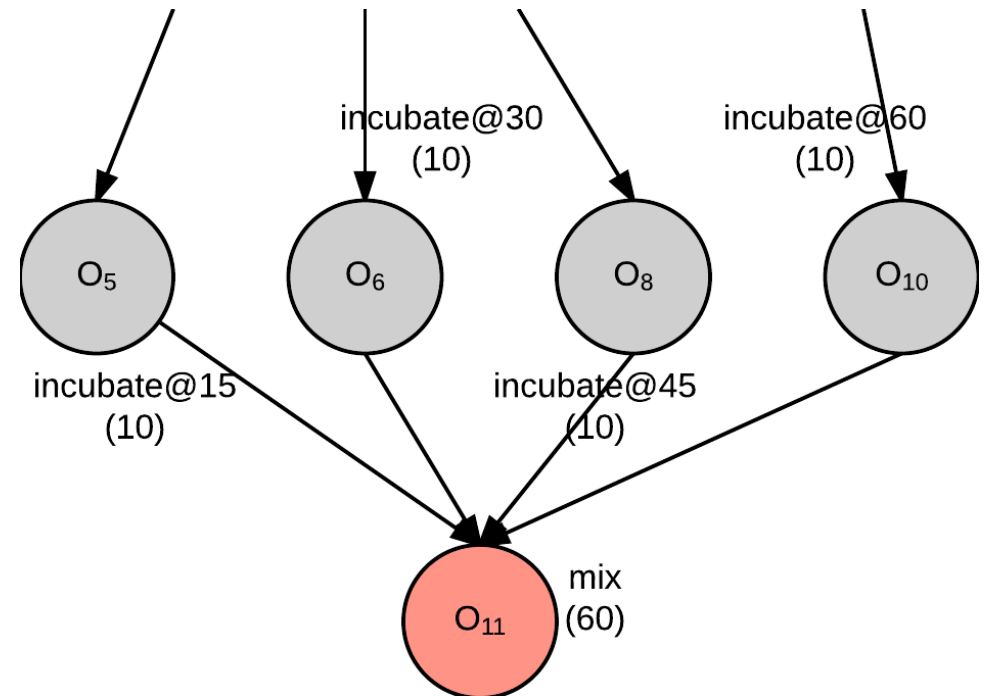 incubate@30
(10)
incubate@60
(10)
O₅
O₆
O₈
O₁₀
incubate@15
(10)
incubate@45
(10)
O₁₁
mix
(60)